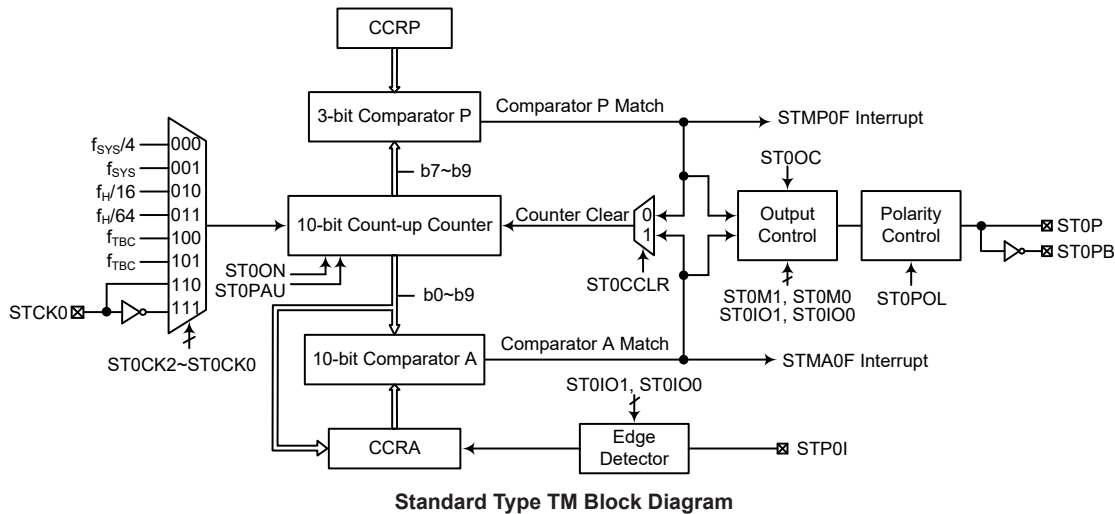 CCRP
3-bit Comparator P
Comparator P Match
STMP0F Interrupt
b7~b9
fSYS/4
fSYS
fH/16
fH/64
fTBC
fTBC
STCK0
000
001
010
011
100
101
110
111
ST0CK2~ST0CK0
10-bit Count-up Counter
ST0ON
ST0PAU
Counter Clear
0
1
ST0CCLR
ST0OC
Output
Control
ST0M1, ST0M0
ST0IO1, ST0IO0
Polarity
Control
ST0POL
ST0P
ST0PB
b0~b9
10-bit Comparator A
Comparator A Match
STMA0F Interrupt
ST0IO1, ST0IO0
CCRA
Edge
Detector
STP0I
Standard Type TM Block Diagram